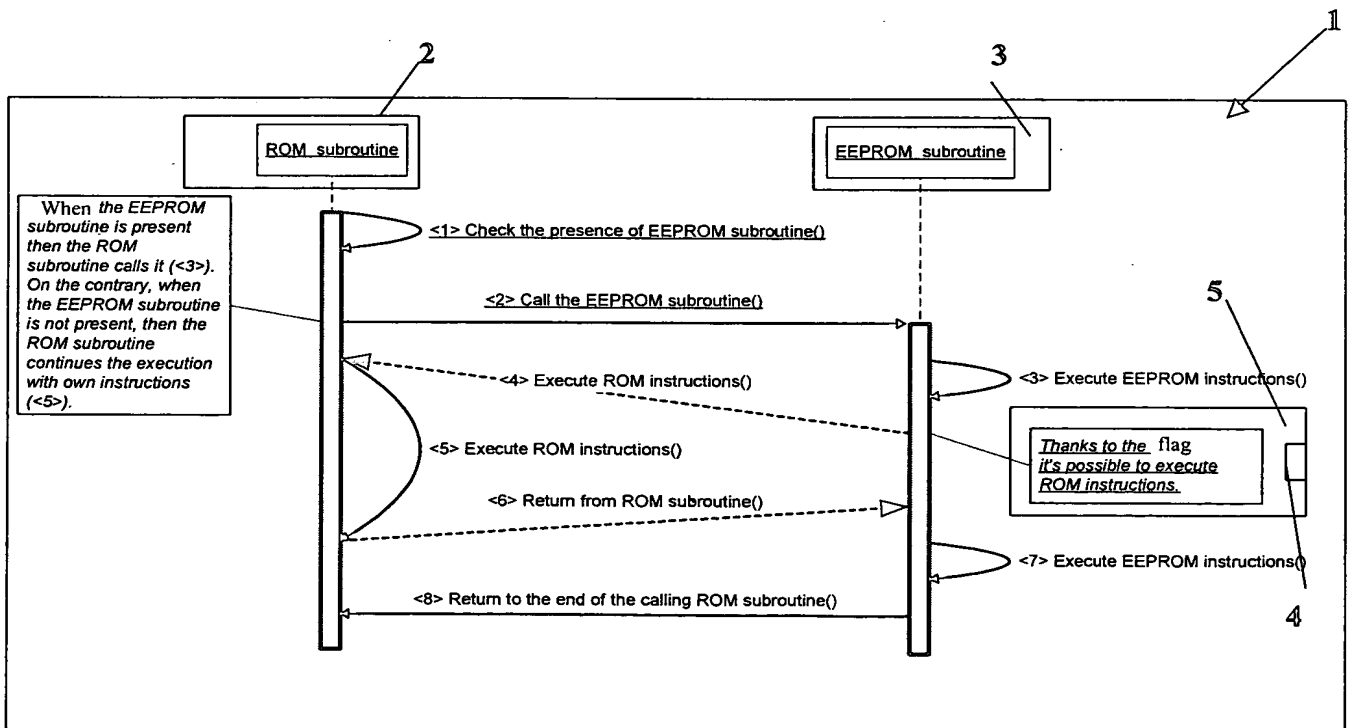 1
2
3
ROM subroutine
EEPROM subroutine
When the EEPROM
subroutine is present
then the ROM
subroutine calls it (<3>).
On the contrary, when
the EEPROM subroutine
is not present, then the
ROM subroutine
continues the execution
with own instructions
(<5>).
<1> Check the presence of EEPROM subroutine()
<2> Call the EEPROM subroutine()
5
<4> Execute ROM instructions()
<3> Execute EEPROM instructions()
Thanks to the flag
it's possible to execute
ROM instructions.
<5> Execute ROM instructions()
<6> Return from ROM subroutine()
<7> Execute EEPROM instructions()
<8> Return to the end of the calling ROM subroutine()
4